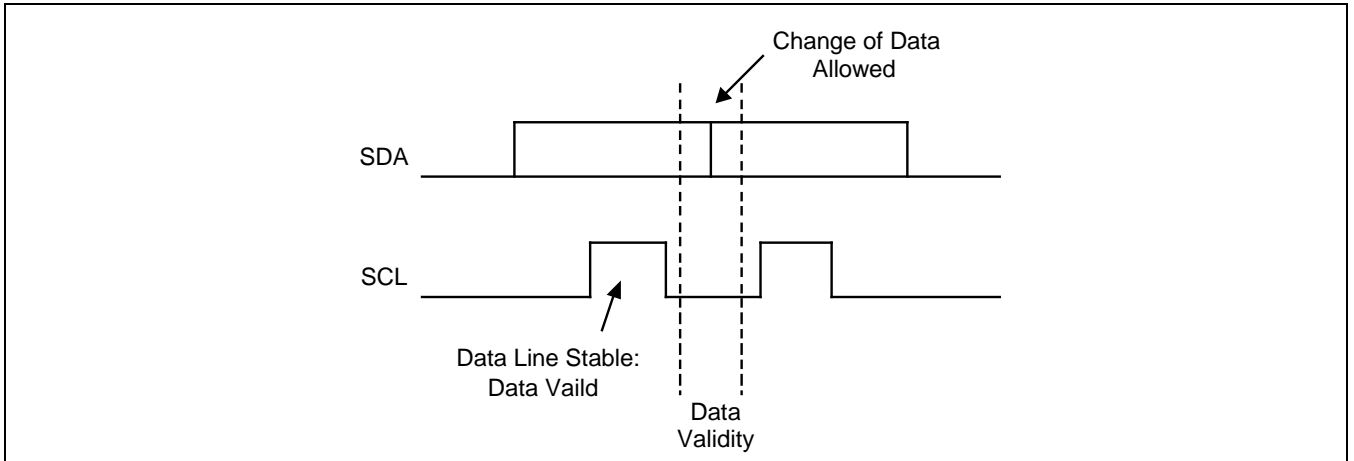 Change of Data
Allowed
SDA
SCL
Data Line Stable:
Data Vaild
Data
Validity